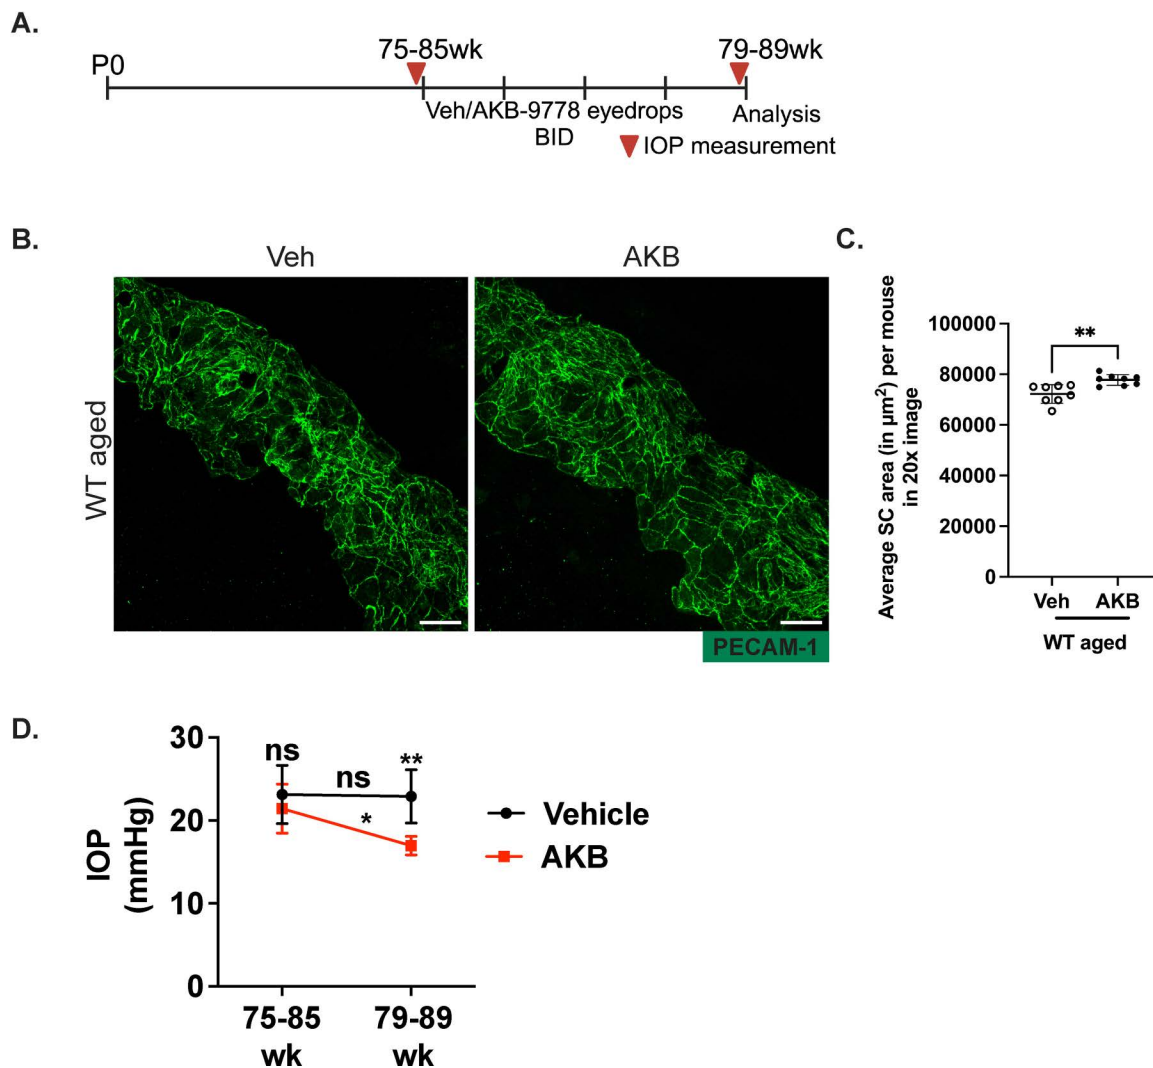 A.
P0
75-85wk
79-89wk
Veh/AKB-9778 eyedrops
BID
Analysis
IOP measurement
B.
Veh
AKB
WT aged
PECAM-1
C.
Average SC area (in µm²) per mouse
in 20x image
100000
80000
60000
40000
20000
0
**
Veh
AKB
WT aged
D.
IOP
(mmHg)
30
20
10
0
ns
ns
**
*
Vehicle
AKB
75-85
wk
79-89
wk